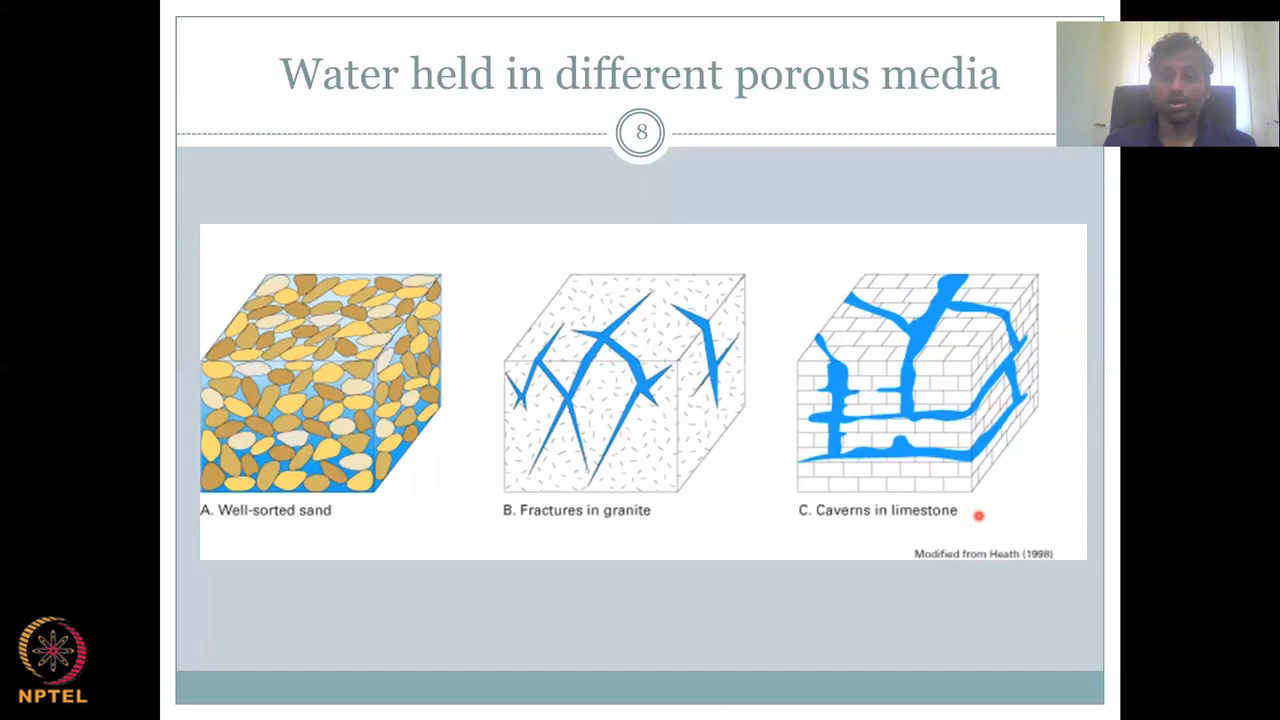 Water held in different porous media
8
A. Well-sorted sand
B. Fractures in granite
C. Caverns in limestone
Modified from Heath (1998)
NPTEL